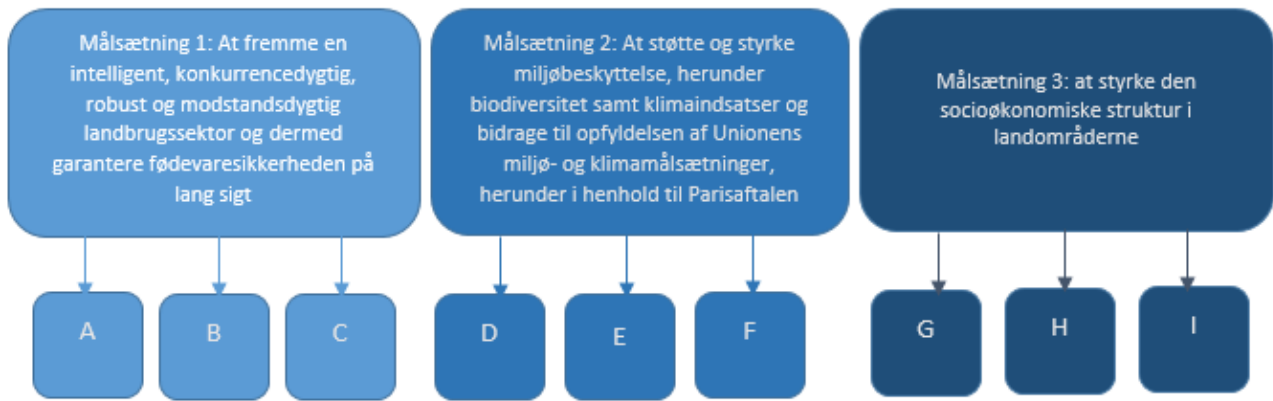 Målsætning 1: At fremme en
intelligent, konkurrencedygtig,
robust og modstandsdygtig
landbrugssektor og dermed
garantere fødevaresikkerheden på
lang sigt
Målsætning 2: At støtte og styrke
miljøbeskyttelse, herunder
biodiversitet samt klimaindsatser og
bidrage til opfyldelsen af Unionens
miljø- og klimamålsætninger,
herunder i henhold til Parisaftalen
Målsætning 3: at styrke den
socioøkonomiske struktur i
landområderne
A
B
C
D
E
F
G
H
I